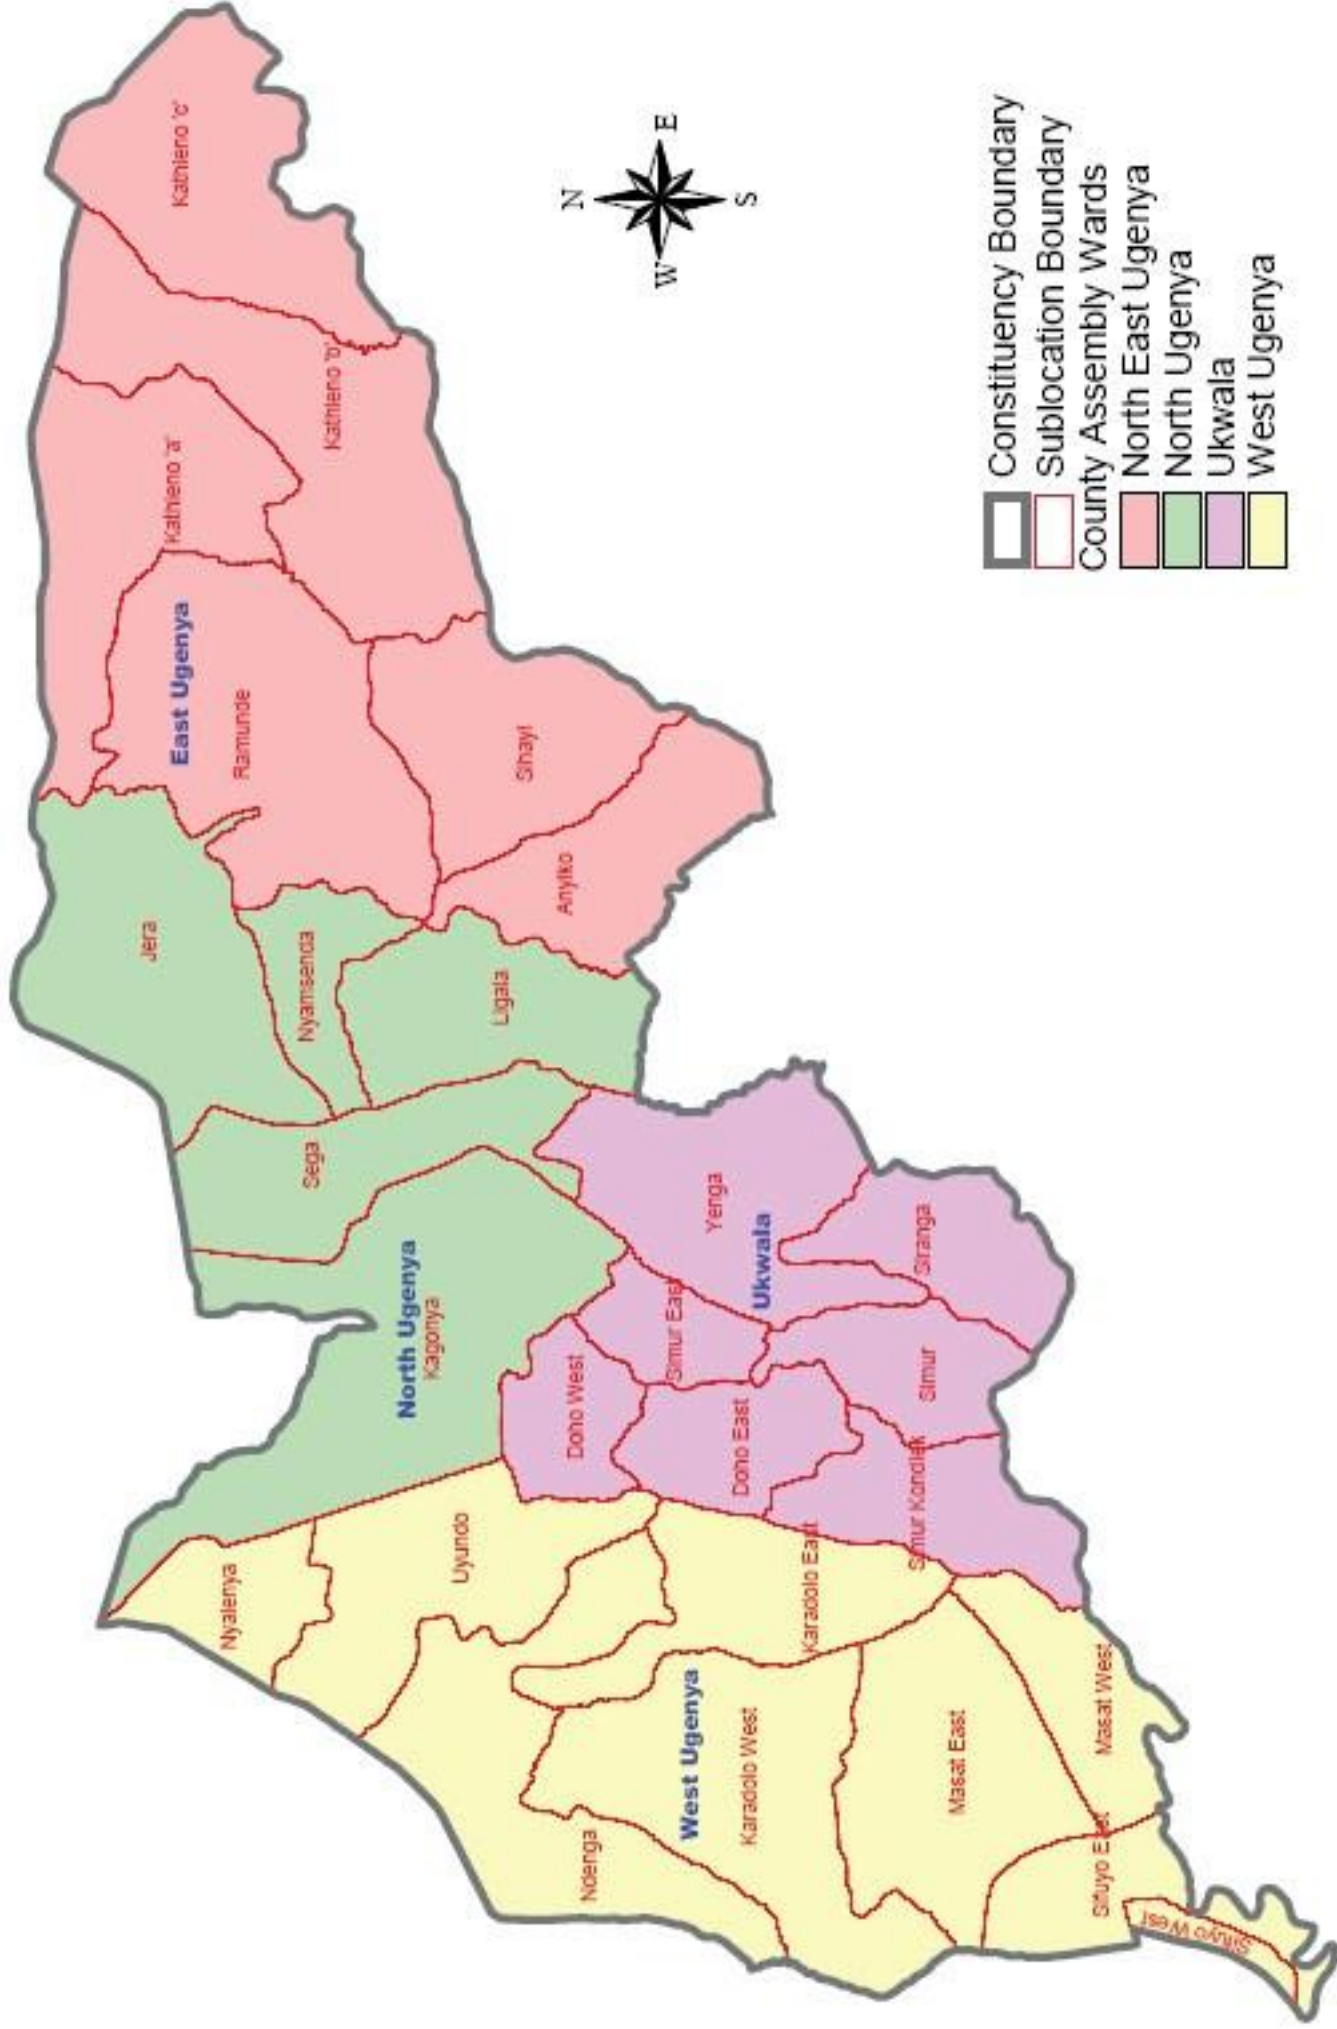 Kathieno 'c'
Kathieno 'b'
Kathieno 'a'
East Ugenya
Ramunde
Sihayi
Anyiko
Jera
Nyamsenda
Ligala
Sega
North Ugenya
Kagonya
Yenga
Ukwala
Siranga
Simur East
Simur
Doho West
Doho East
Simur Kondiek
Uyundo
Nyalenya
Karadolo East
West Ugenya
Karadolo West
Masat East
Masat West
Ndenga
Sifuyo East
Sifuyo West
N
E
S
W
Constituency Boundary
Sublocation Boundary
County Assembly Wards
North East Ugenya
North Ugenya
Ukwala
West Ugenya